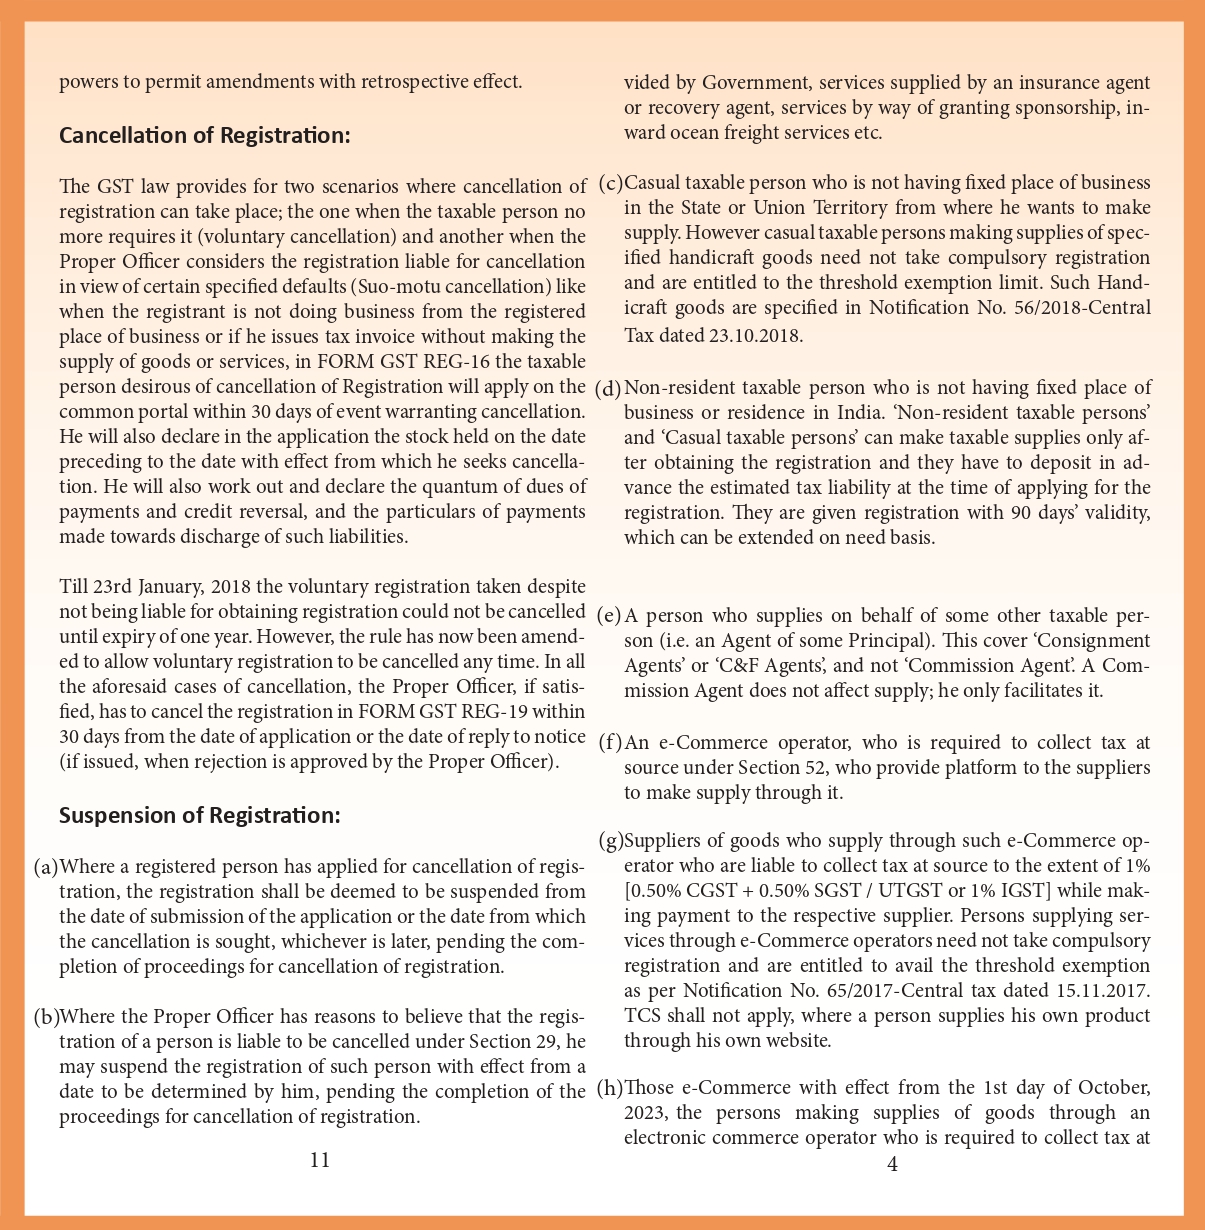 powers to permit amendments with retrospective effect.
Cancellation of Registration:
The GST law provides for two scenarios where cancellation of
registration can take place; the one when the taxable person no
more requires it (voluntary cancellation) and another when the
Proper Officer considers the registration liable for cancellation
in view of certain specified defaults (Suo-motu cancellation) like
when the registrant is not doing business from the registered
place of business or if he issues tax invoice without making the
supply of goods or services, in FORM GST REG-16 the taxable
person desirous of cancellation of Registration will apply on the
common portal within 30 days of event warranting cancellation.
He will also declare in the application the stock held on the date
preceding to the date with effect from which he seeks cancella-
tion. He will also work out and declare the quantum of dues of
payments and credit reversal, and the particulars of payments
made towards discharge of such liabilities.
Till 23rd January, 2018 the voluntary registration taken despite
not being liable for obtaining registration could not be cancelled
until expiry of one year. However, the rule has now been amend-
ed to allow voluntary registration to be cancelled any time. In all
the aforesaid cases of cancellation, the Proper Officer, if satis-
fied, has to cancel the registration in FORM GST REG-19 within
30 days from the date of application or the date of reply to notice
(if issued, when rejection is approved by the Proper Officer).
Suspension of Registration:
(a)Where a registered person has applied for cancellation of regis-
tration, the registration shall be deemed to be suspended from
the date of submission of the application or the date from which
the cancellation is sought, whichever is later, pending the com-
pletion of proceedings for cancellation of registration.
(b)Where the Proper Officer has reasons to believe that the regis-
tration of a person is liable to be cancelled under Section 29, he
may suspend the registration of such person with effect from a
date to be determined by him, pending the completion of the
proceedings for cancellation of registration.
11
vided by Government, services supplied by an insurance agent
or recovery agent, services by way of granting sponsorship, in-
ward ocean freight services etc.
(c)Casual taxable person who is not having fixed place of business
in the State or Union Territory from where he wants to make
supply. However casual taxable persons making supplies of spec-
ified handicraft goods need not take compulsory registration
and are entitled to the threshold exemption limit. Such Hand-
icraft goods are specified in Notification No. 56/2018-Central
Tax dated 23.10.2018.
(d)Non-resident taxable person who is not having fixed place of
business or residence in India. ‘Non-resident taxable persons’
and ‘Casual taxable persons’ can make taxable supplies only af-
ter obtaining the registration and they have to deposit in ad-
vance the estimated tax liability at the time of applying for the
registration. They are given registration with 90 days’ validity,
which can be extended on need basis.
(e)A person who supplies on behalf of some other taxable per-
son (i.e. an Agent of some Principal). This cover ‘Consignment
Agents’ or ‘C&F Agents’, and not ‘Commission Agent’. A Com-
mission Agent does not affect supply; he only facilitates it.
(f)An e-Commerce operator, who is required to collect tax at
source under Section 52, who provide platform to the suppliers
to make supply through it.
(g)Suppliers of goods who supply through such e-Commerce op-
erator who are liable to collect tax at source to the extent of 1%
[0.50% CGST + 0.50% SGST / UTGST or 1% IGST] while mak-
ing payment to the respective supplier. Persons supplying ser-
vices through e-Commerce operators need not take compulsory
registration and are entitled to avail the threshold exemption
as per Notification No. 65/2017-Central tax dated 15.11.2017.
TCS shall not apply, where a person supplies his own product
through his own website.
(h)Those e-Commerce with effect from the 1st day of October,
2023, the persons making supplies of goods through an
electronic commerce operator who is required to collect tax at
4